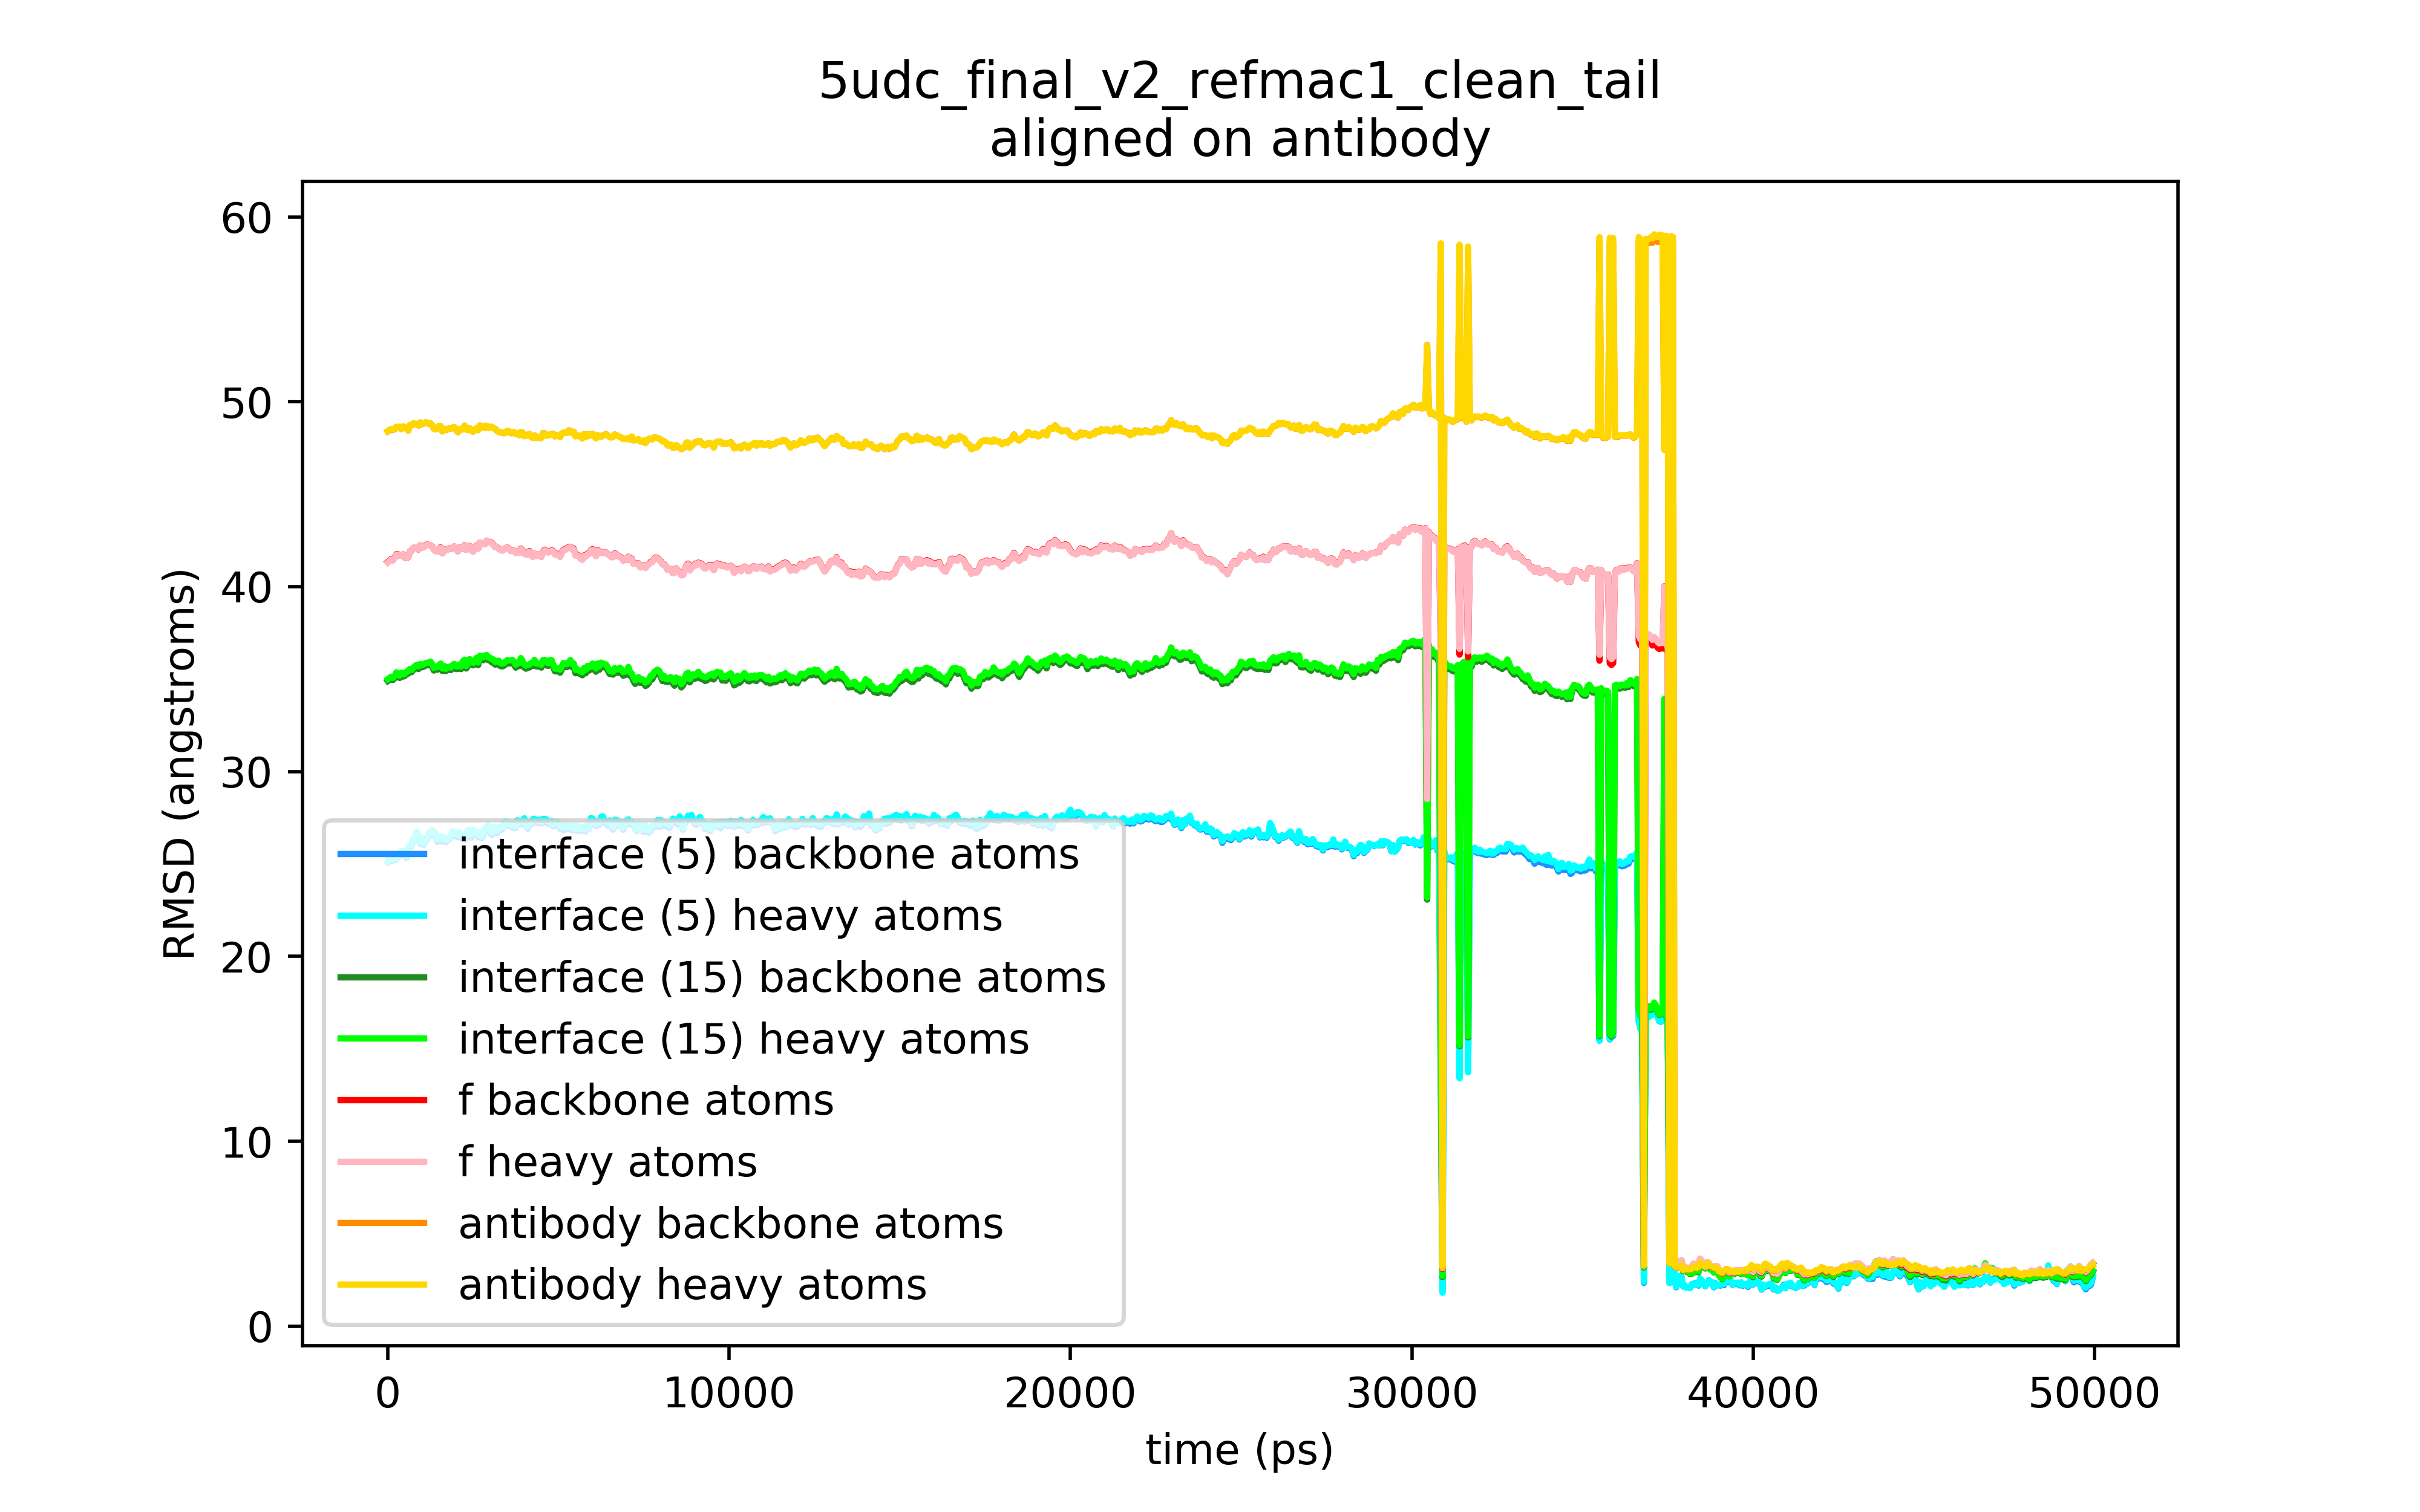 5udc_final_v2_refmac1_clean_tail
aligned on antibody
60
50
40
30
20
10
0
RMSD (angstroms)
interface (5) backbone atoms
interface (5) heavy atoms
interface (15) backbone atoms
interface (15) heavy atoms
f backbone atoms
f heavy atoms
antibody backbone atoms
antibody heavy atoms
0 10000 20000 30000 40000 50000
time (ps)